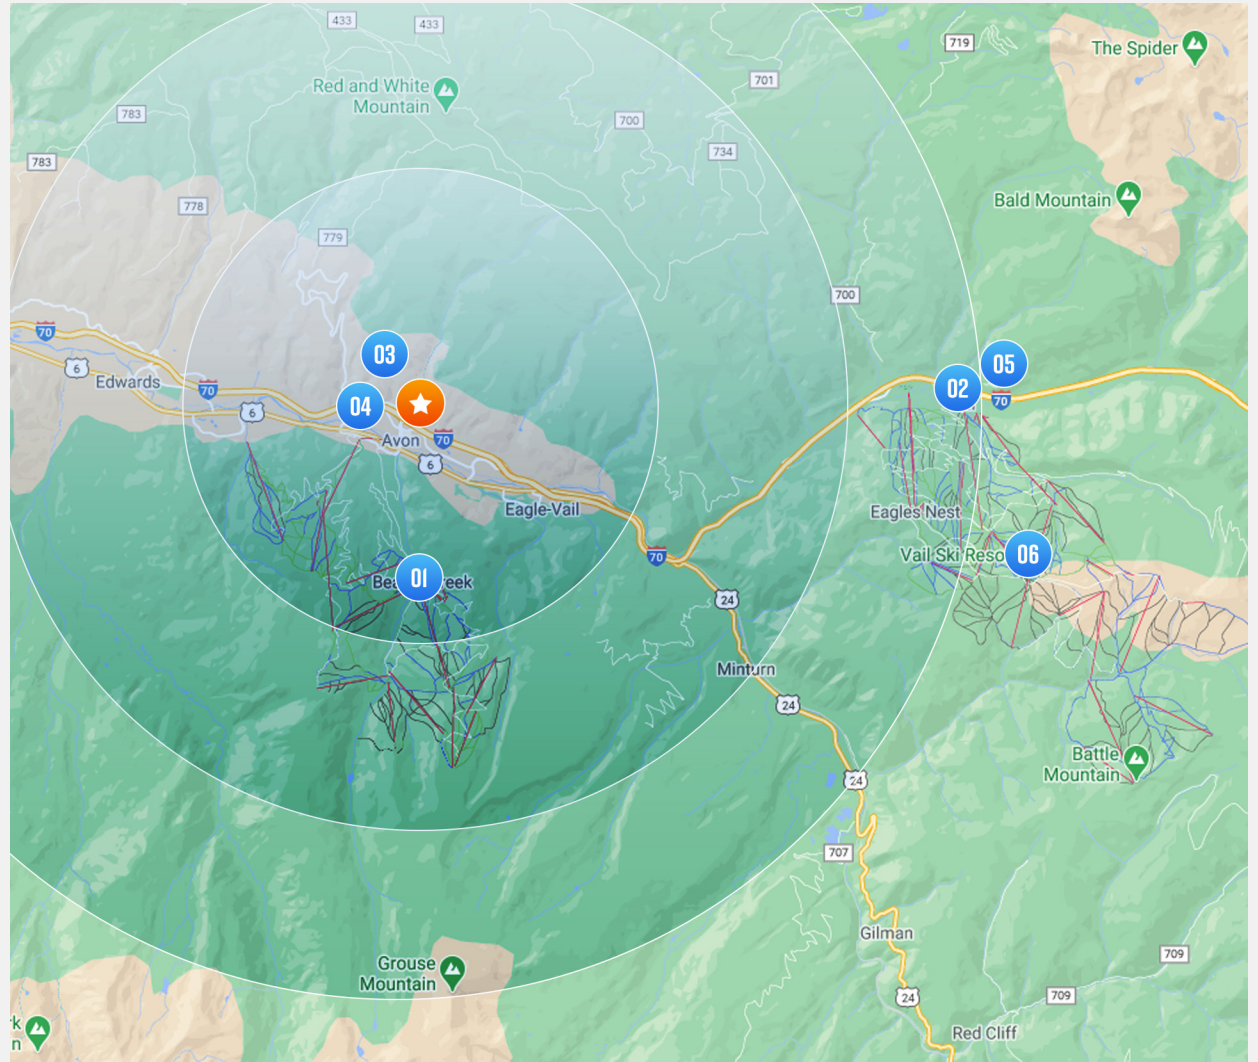 433
433
719
The Spider
701
Red and White
Mountain
783
700
734
783
Bald Mountain
778
779
700
70
03
6
Edwards
70
02
05
70
04
6
Avon
70
6
Eagle-Vail
Eagles Nest
70
Vail Ski Reso
06
01
Bea
reek
24
Minturn
24
Battle
Mountain
24
707
Gilman
709
Grouse
Mountain
24
709
Red Cliff
k
n